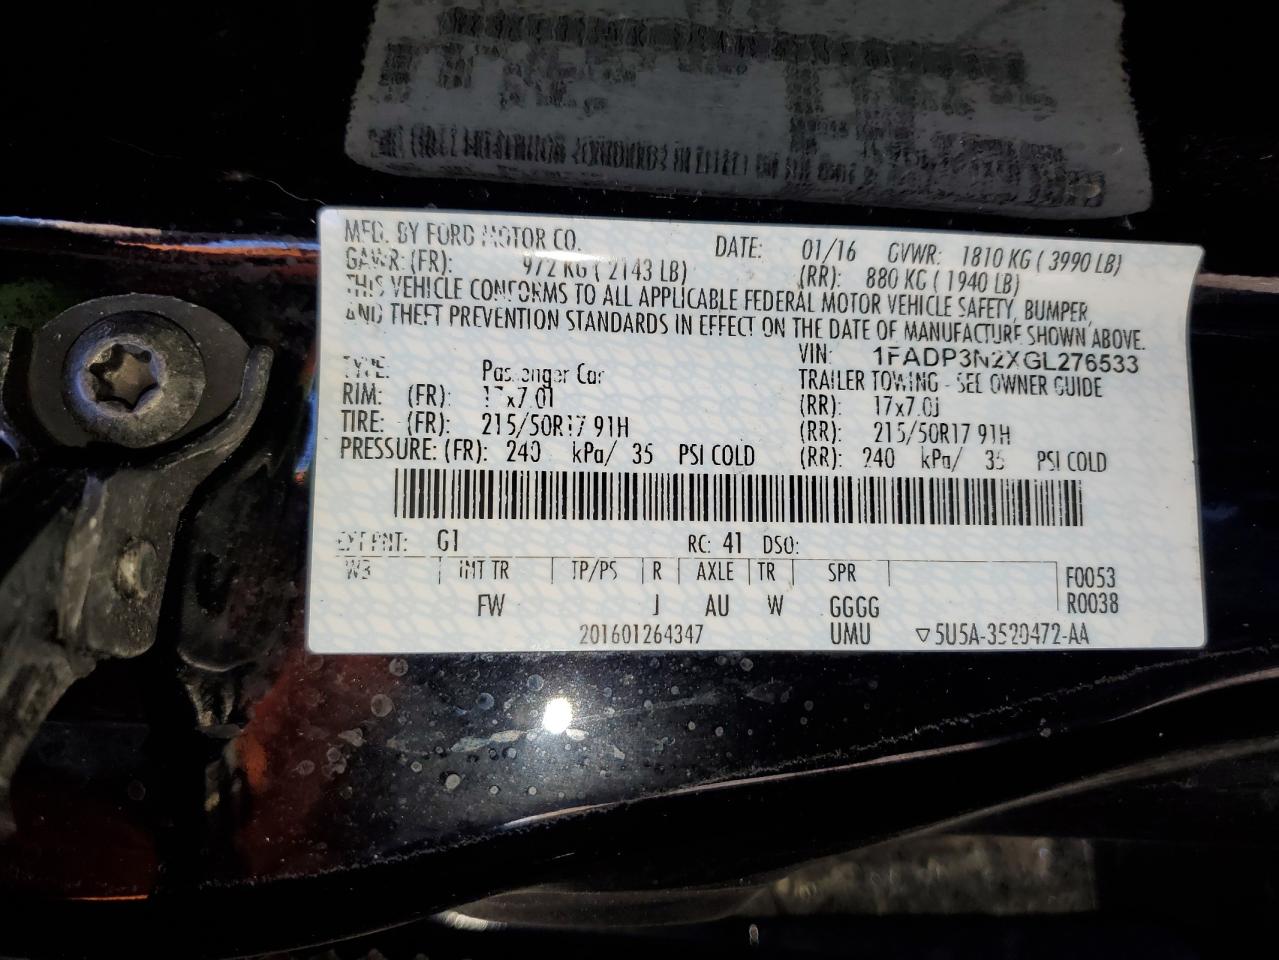 MFD. BY FORD MOTOR CO. DATE: 01/16 GVWR: 1810 KG ( 3990 LB)
GAWR: (FR): 972 KG ( 2143 LB) (RR): 880 KG ( 1940 LB)
THIS VEHICLE CONFORMS TO ALL APPLICABLE FEDERAL MOTOR VEHICLE SAFETY, BUMPER,
AND THEFT PREVENTION STANDARDS IN EFFECT ON THE DATE OF MANUFACTURE SHOWN ABOVE.
VIN: 1FADP3N2XGL276533
TYPE: Passenger Car TRAILER TOWING - SEE OWNER GUIDE
RIM: (FR): 17x7.0J (RR): 17x7.0J
TIRE: (FR): 215/50R17 91H (RR): 215/50R17 91H
PRESSURE: (FR): 240 kPa/ 35 PSI COLD (RR): 240 kPa/ 35 PSI COLD
EXT PNT: G1 RC: 41 DSO:
WB INT TR TP/PS R AXLE TR SPR F0053
FW J AU W GGGG R0038
201601264347 UMU ▽5U5A-3520472-AA